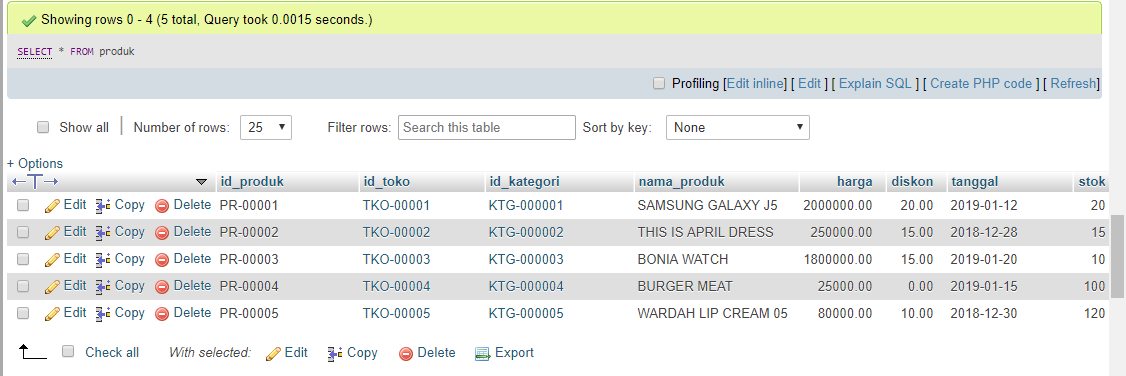 Showing rows 0 - 4 (5 total, Query took 0.0015 seconds.)
SELECT * FROM produk
Profiling [Edit inline] [ Edit ] [ Explain SQL ] [ Create PHP code ] [ Refresh]
Show all | Number of rows: 25 Filter rows: Search this table Sort by key: None
+ Options
←T→ id_produk id_toko id_kategori nama_produk harga diskon tanggal stok
Edit Copy Delete PR-00001 TKO-00001 KTG-000001 SAMSUNG GALAXY J5 2000000.00 20.00 2019-01-12 20
Edit Copy Delete PR-00002 TKO-00002 KTG-000002 THIS IS APRIL DRESS 250000.00 15.00 2018-12-28 15
Edit Copy Delete PR-00003 TKO-00003 KTG-000003 BONIA WATCH 1800000.00 15.00 2019-01-20 10
Edit Copy Delete PR-00004 TKO-00004 KTG-000004 BURGER MEAT 25000.00 0.00 2019-01-15 100
Edit Copy Delete PR-00005 TKO-00005 KTG-000005 WARDAH LIP CREAM 05 80000.00 10.00 2018-12-30 120
Check all With selected: Edit Copy Delete Export